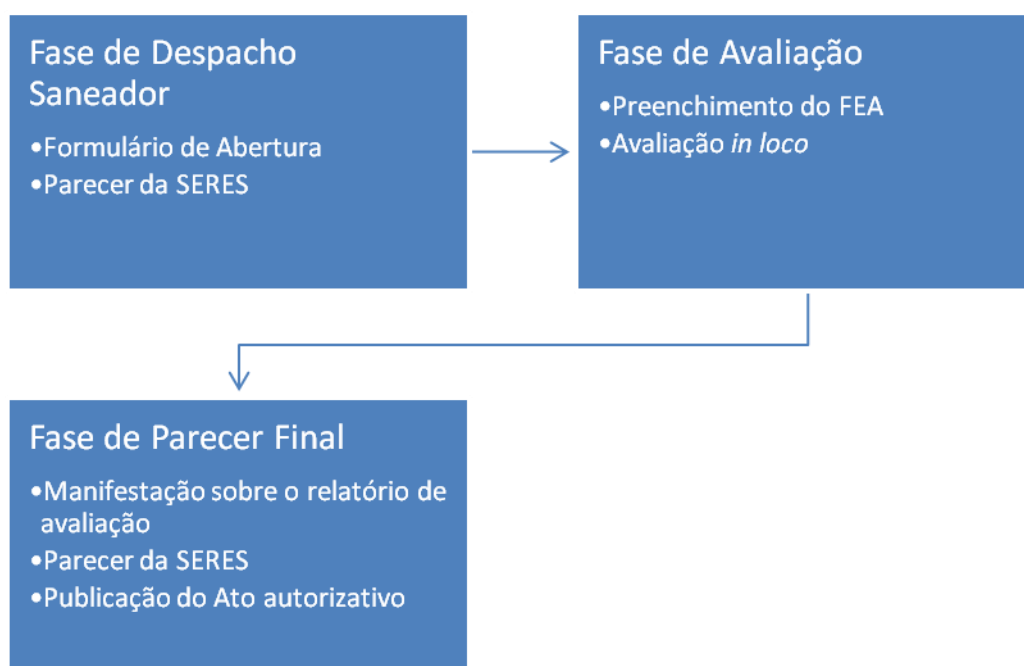 Fase de Despacho
Saneador
•Formulário de Abertura
•Parecer da SERES
Fase de Avaliação
•Preenchimento do FEA
•Avaliação in loco
Fase de Parecer Final
•Manifestação sobre o relatório de
avaliação
•Parecer da SERES
•Publicação do Ato autorizativo